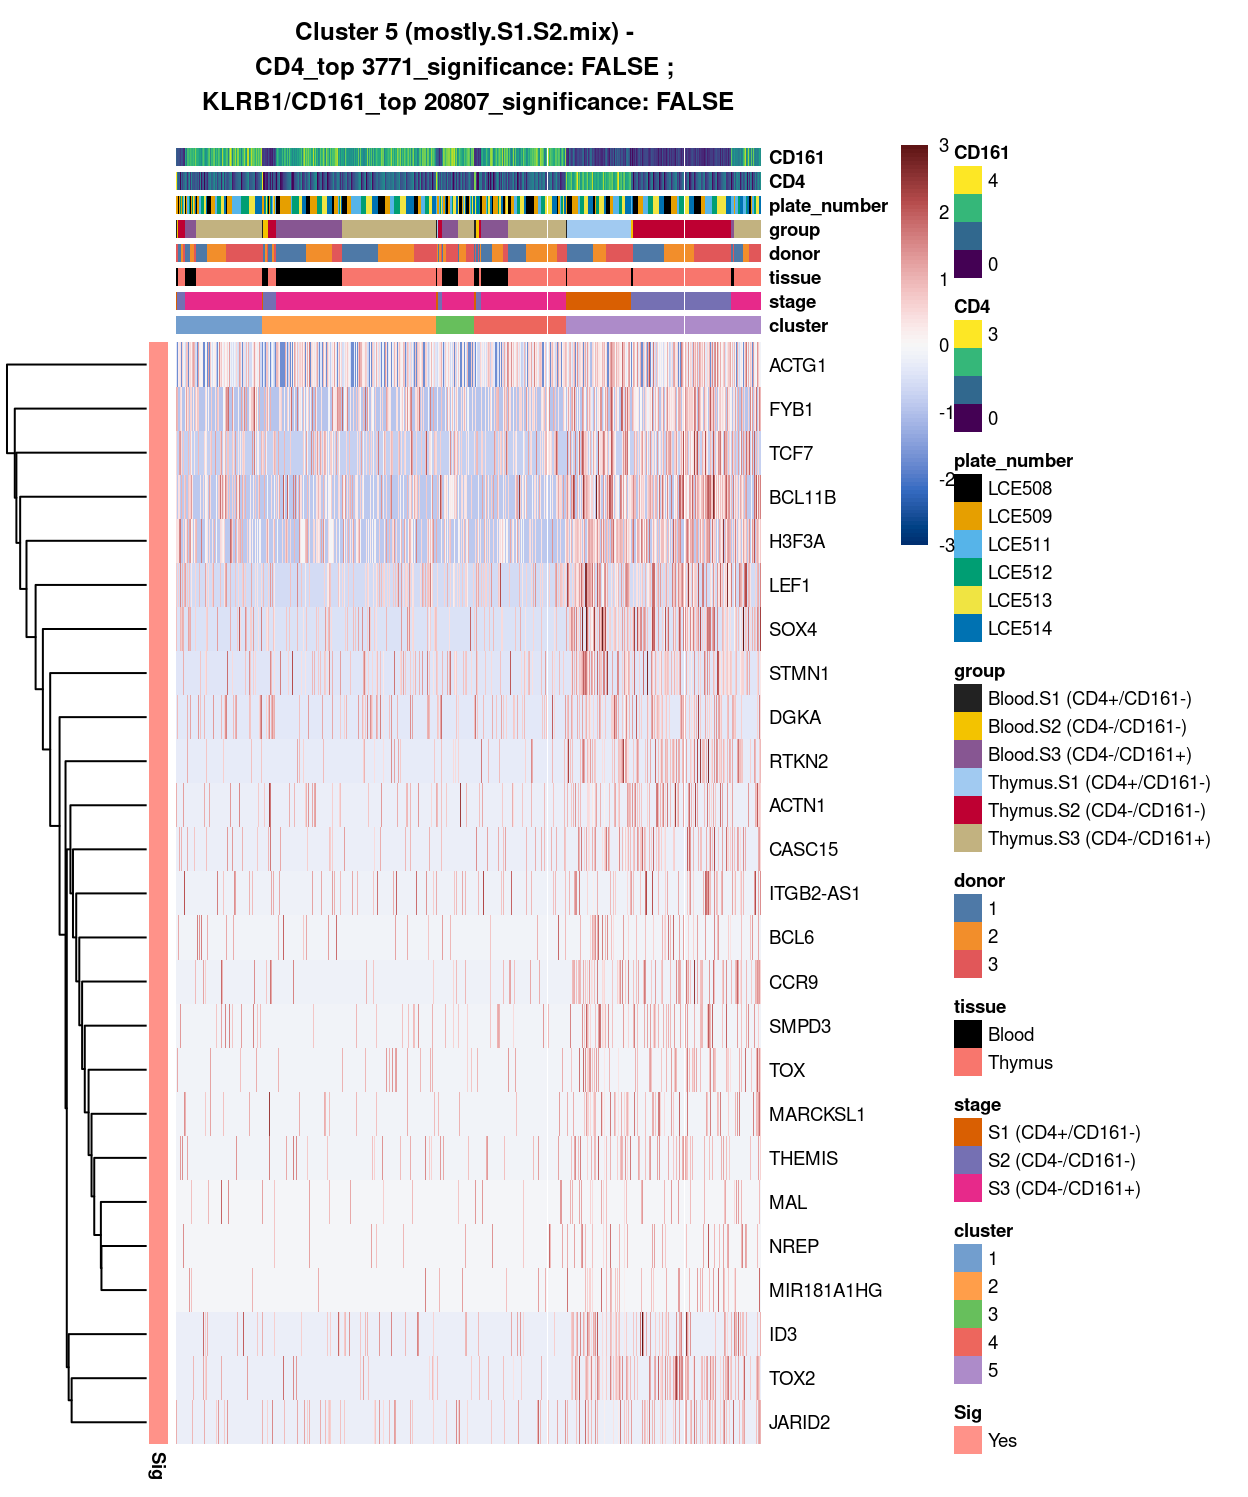 Cluster 5 (mostly.S1.S2.mix) -
CD4_top 3771_significance: FALSE ;
KLRB1/CD161_top 20807_significance: FALSE
CD161
CD4
plate_number
group
donor
tissue
stage
cluster
ACTG1
FYB1
TCF7
BCL11B
H3F3A
LEF1
SOX4
STMN1
DGKA
RTKN2
ACTN1
CASC15
ITGB2-AS1
BCL6
CCR9
SMPD3
TOX
MARCKSL1
THEMIS
MAL
NREP
MIR181A1HG
ID3
TOX2
JARID2
Sig
3
2
1
0
-1
-2
-3
CD161
4
0
CD4
3
0
plate_number
LCE508
LCE509
LCE511
LCE512
LCE513
LCE514
group
Blood.S1 (CD4+/CD161-)
Blood.S2 (CD4-/CD161-)
Blood.S3 (CD4-/CD161+)
Thymus.S1 (CD4+/CD161-)
Thymus.S2 (CD4-/CD161-)
Thymus.S3 (CD4-/CD161+)
donor
1
2
3
tissue
Blood
Thymus
stage
S1 (CD4+/CD161-)
S2 (CD4-/CD161-)
S3 (CD4-/CD161+)
cluster
1
2
3
4
5
Sig
Yes